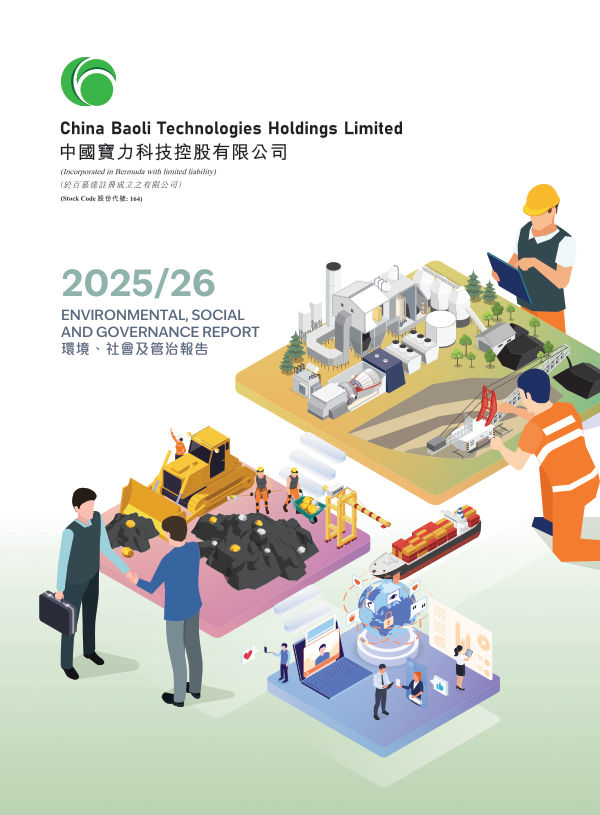 China Baoli Technologies Holdings Limited
中國寶力科技控股有限公司
(Incorporated in Bermuda with limited liability)
(於百慕達註冊成立之有限公司)
(Stock Code 股份代號: 164)
2025/26
ENVIRONMENTAL, SOCIAL
AND GOVERNANCE REPORT
環境、社會及管治報告